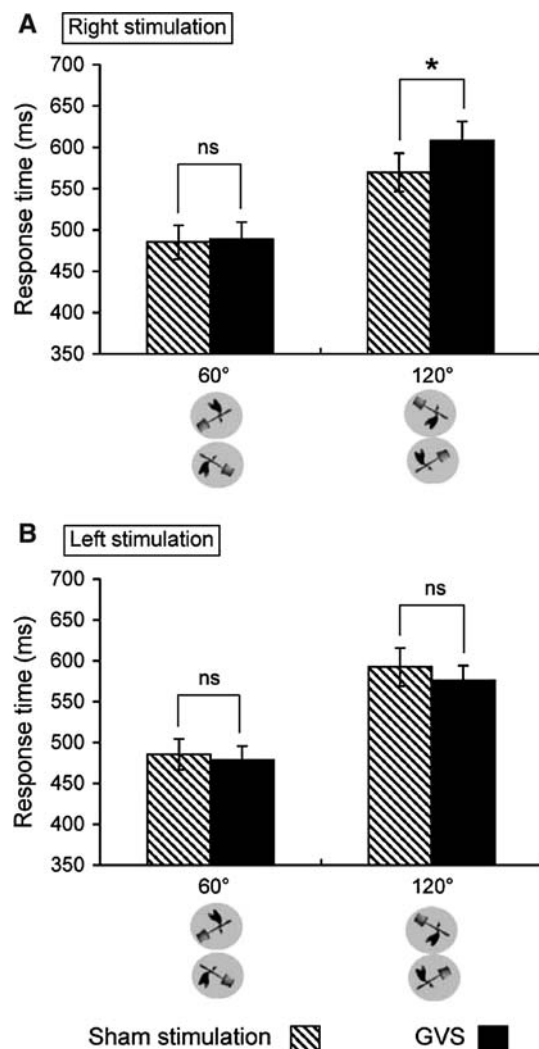 A Right stimulation
Response time (ms)
700
*
650
600
ns
550
500
450
400
350
60° 120°
B Left stimulation
Response time (ms)
700
ns
650
600
ns
550
500
450
400
350
60° 120°
Sham stimulation GVS